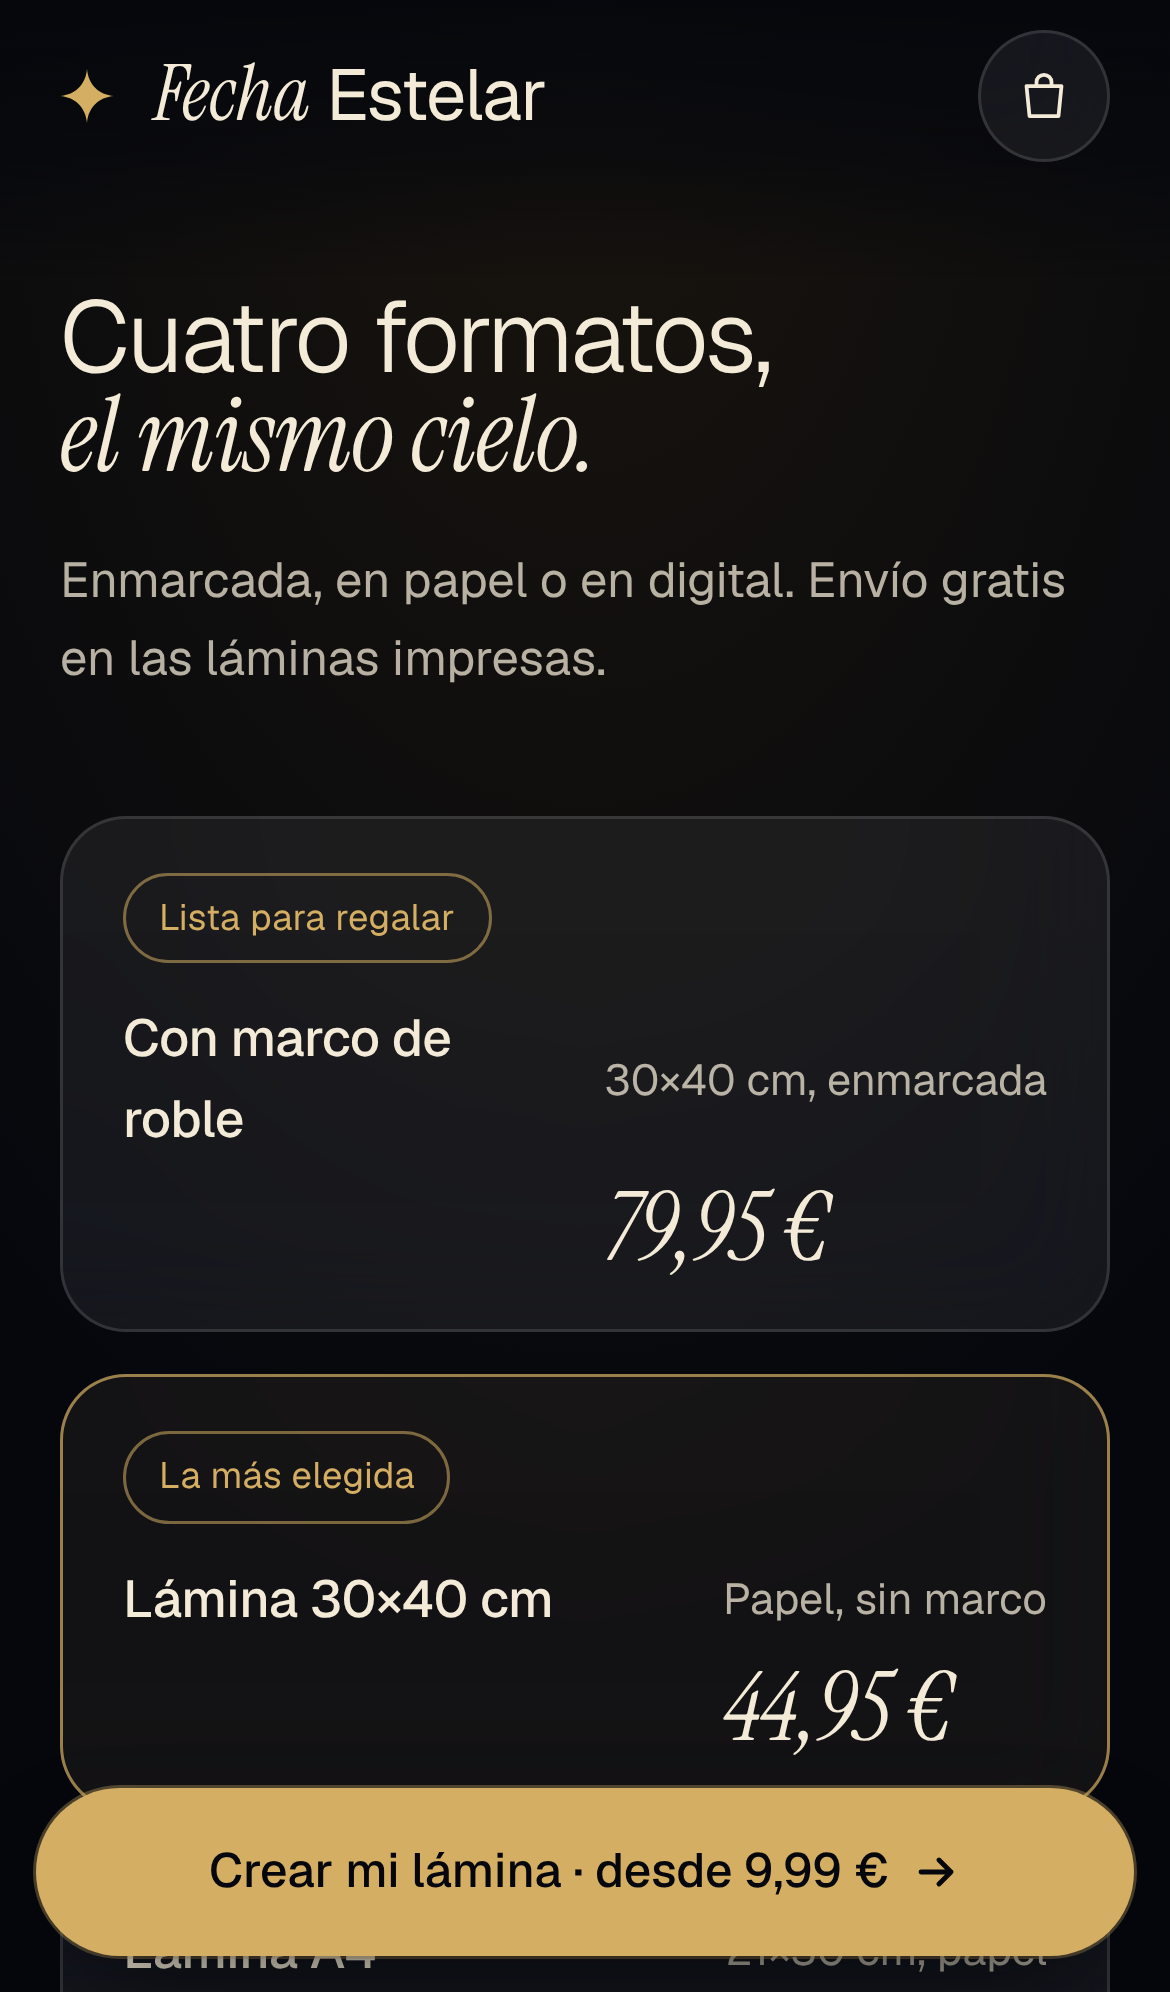 Fecha Estelar
Cuatro formatos,
el mismo cielo.
Enmarcada, en papel o en digital. Envío gratis
en las láminas impresas.
Lista para regalar
Con marco de
roble
30×40 cm, enmarcada
79,95 €
La más elegida
Lámina 30×40 cm
Papel, sin marco
44,95 €
Crear mi lámina · desde 9,99 € →
Lámina A4